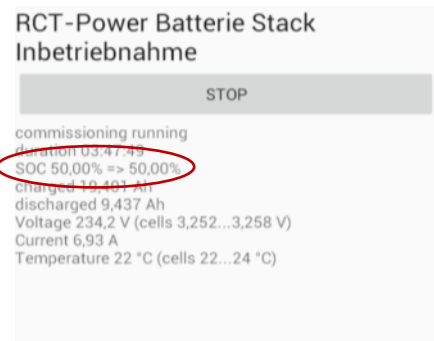 RCT-Power Batterie Stack
Inbetriebnahme
STOP
commissioning running
duration 03:47:49
SOC 50,00% => 50,00%
charged 19,401 Ah
discharged 9,437 Ah
Voltage 234,2 V (cells 3,252...3,258 V)
Current 6,93 A
Temperature 22 °C (cells 22...24 °C)